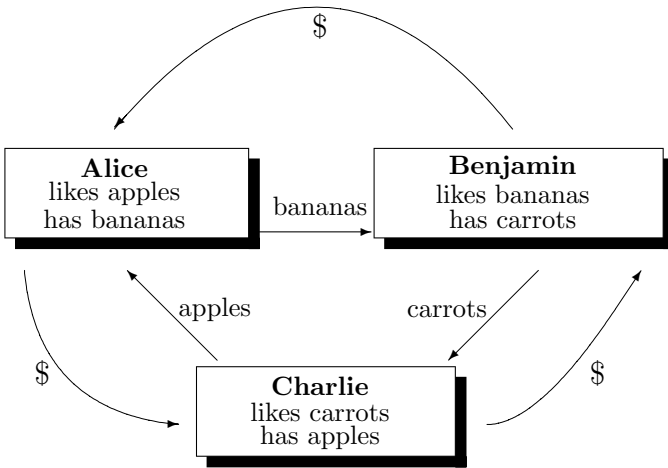 $
Alice
likes apples
has bananas
bananas
Benjamin
likes bananas
has carrots
apples
carrots
$
$
Charlie
likes carrots
has apples